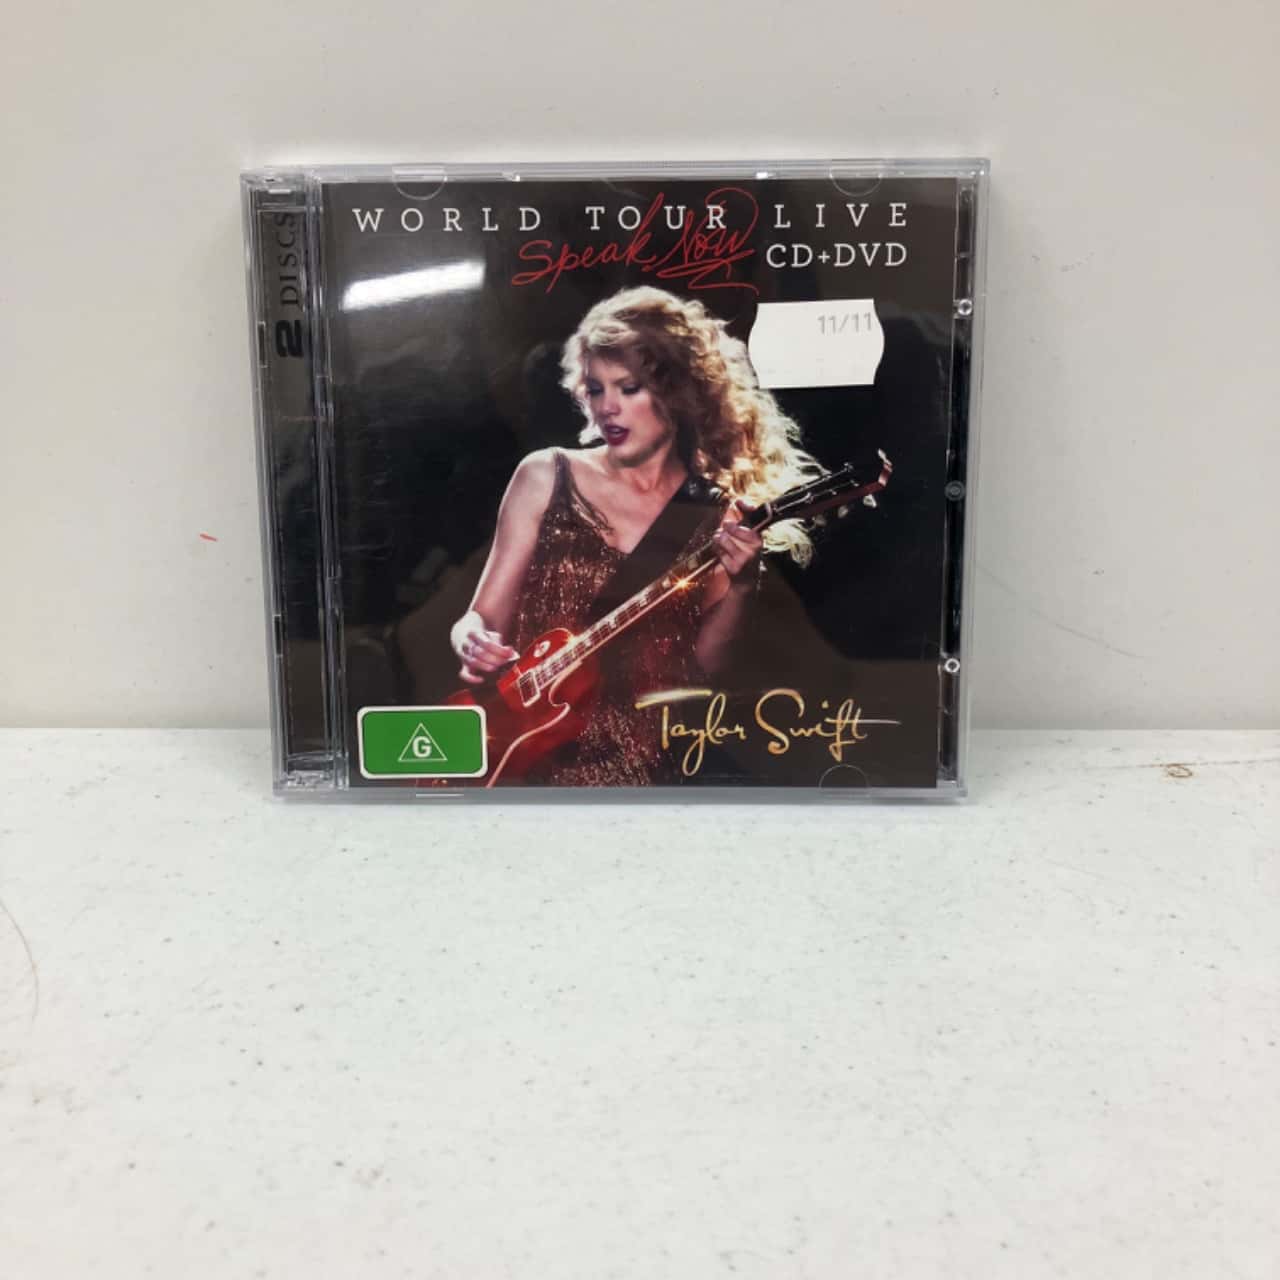 WORLD TOUR LIVE
Speak Now CD+DVD
11/11
2 DISCS
G
Taylor Swift